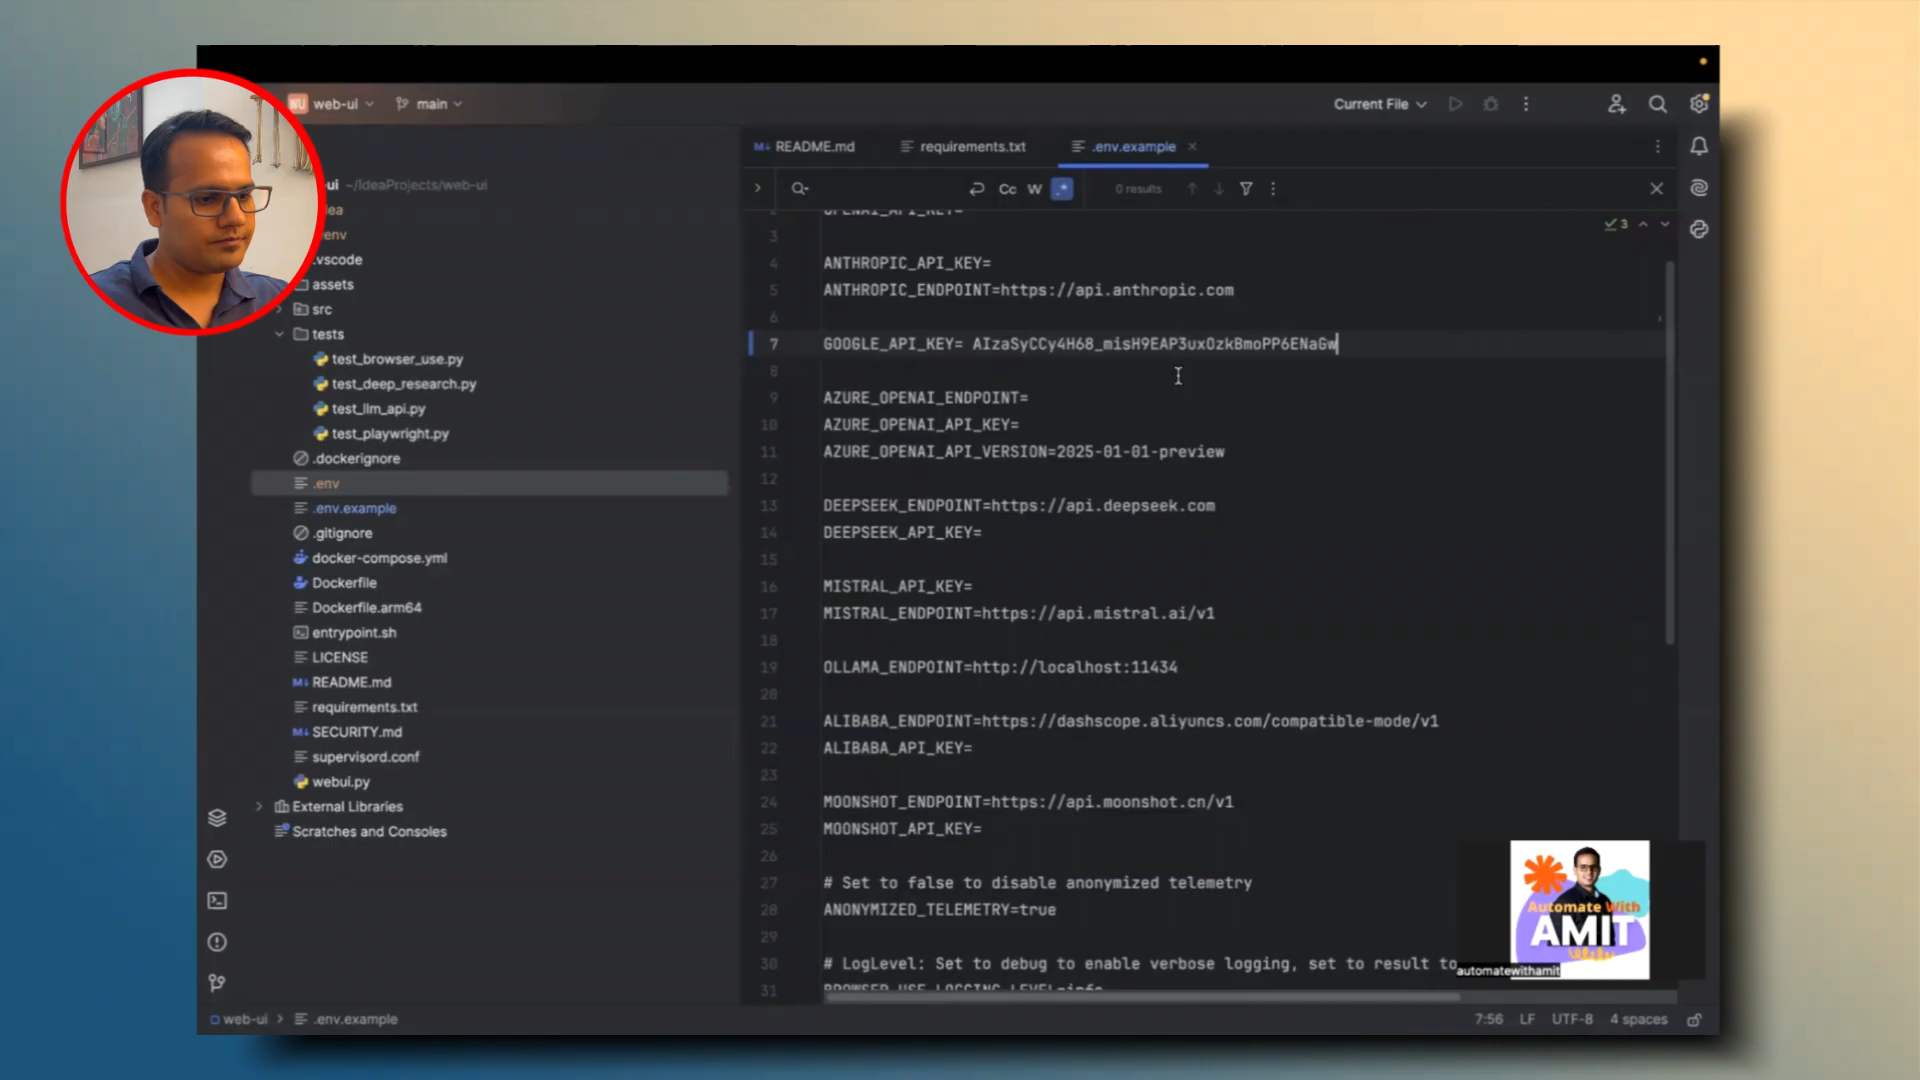 WU web-ui main Current File
README.md requirements.txt .env.example
Cc W .* 0 results
ui ~/IdeaProjects/web-ui
.vscode
assets
src
tests
test_browser_use.py
test_deep_research.py
test_llm_api.py
test_playwright.py
.dockerignore
.env
.env.example
.gitignore
docker-compose.yml
Dockerfile
Dockerfile.arm64
entrypoint.sh
LICENSE
README.md
requirements.txt
SECURITY.md
supervisord.conf
webui.py
External Libraries
Scratches and Consoles
3
3
4 ANTHROPIC_API_KEY=
5 ANTHROPIC_ENDPOINT=https://api.anthropic.com
6
7 GOOGLE_API_KEY= AIzaSyCCy4H68_misH9EAP3uxOzkBmoPP6ENaGw
8
9 AZURE_OPENAI_ENDPOINT=
10 AZURE_OPENAI_API_KEY=
11 AZURE_OPENAI_API_VERSION=2025-01-01-preview
12
13 DEEPSEEK_ENDPOINT=https://api.deepseek.com
14 DEEPSEEK_API_KEY=
15
16 MISTRAL_API_KEY=
17 MISTRAL_ENDPOINT=https://api.mistral.ai/v1
18
19 OLLAMA_ENDPOINT=http://localhost:11434
20
21 ALIBABA_ENDPOINT=https://dashscope.aliyuncs.com/compatible-mode/v1
22 ALIBABA_API_KEY=
23
24 MOONSHOT_ENDPOINT=https://api.moonshot.cn/v1
25 MOONSHOT_API_KEY=
26
27 # Set to false to disable anonymized telemetry
28 ANONYMIZED_TELEMETRY=true
29
30 # LogLevel: Set to debug to enable verbose logging, set to result to
31
Automate With
AMIT
automatewithamit
web-ui > .env.example
7:56 LF UTF-8 4 spaces